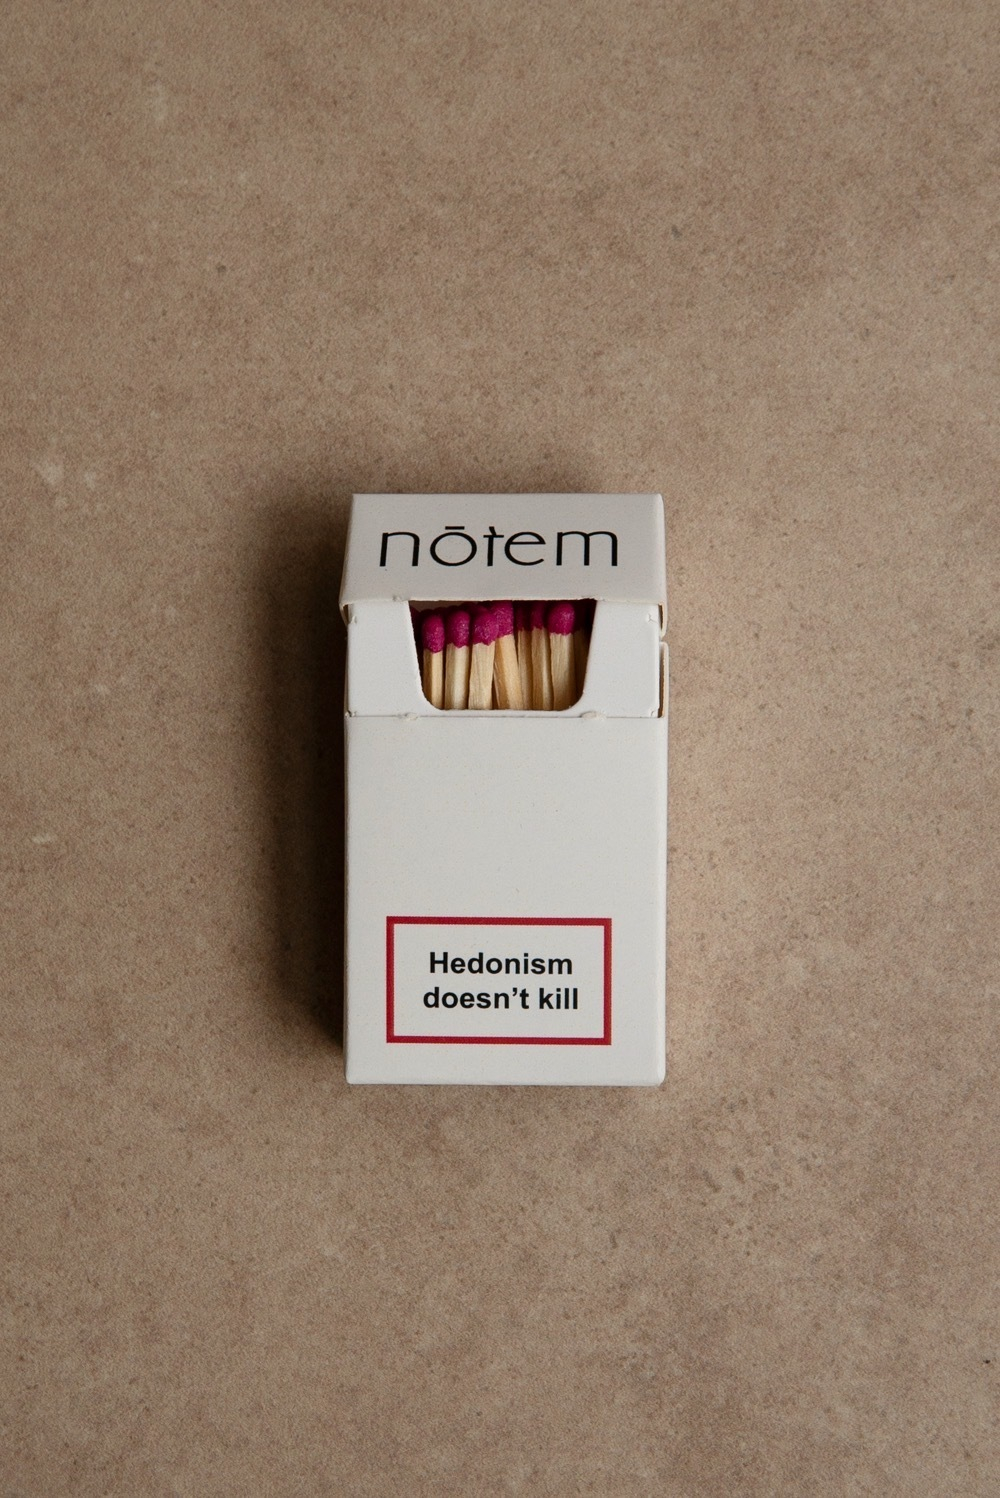 nōtem
Hedonism
doesn’t kill